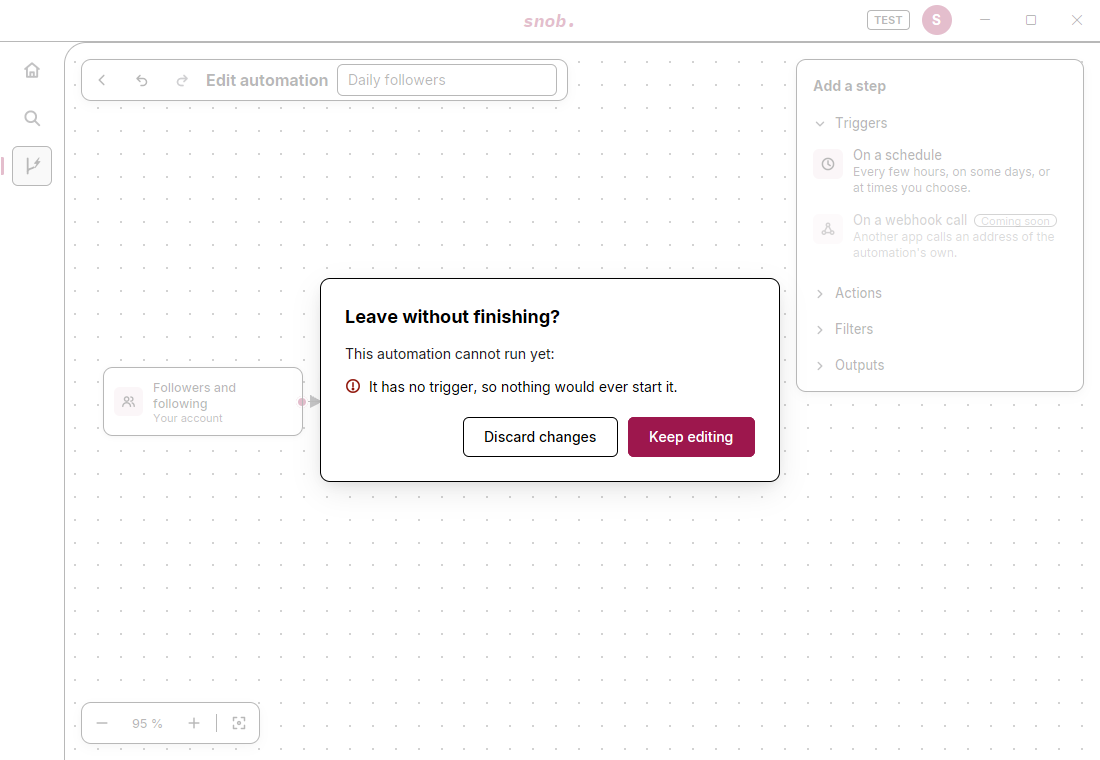 snob.
TEST
S
Edit automation
Daily followers
Add a step
Triggers
On a schedule
Every few hours, on some days, or
at times you choose.
On a webhook call
Coming soon
Another app calls an address of the
automation's own.
Actions
Filters
Outputs
Followers and
following
Your account
Leave without finishing?
This automation cannot run yet:
It has no trigger, so nothing would ever start it.
Discard changes
Keep editing
95 %